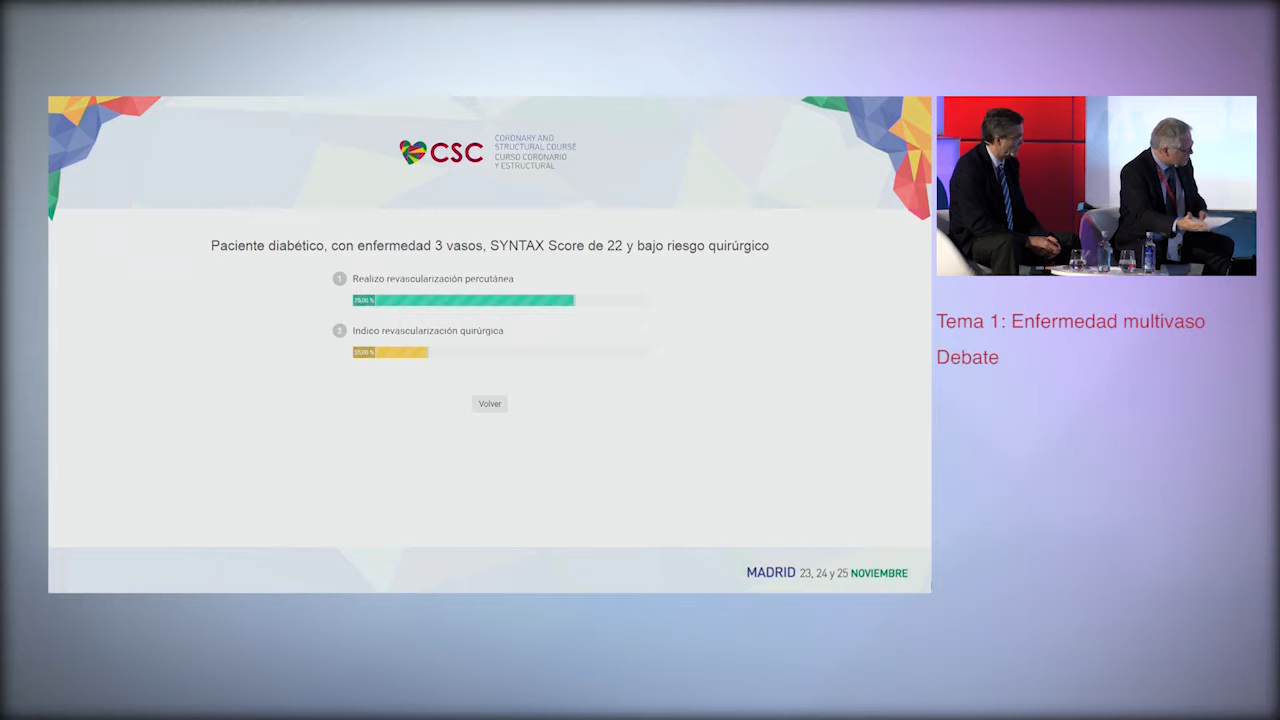 CSC
CORONARY AND
STRUCTURAL COURSE
CURSO CORONARIO
Y ESTRUCTURAL
Paciente diabético, con enfermedad 3 vasos, SYNTAX Score de 22 y bajo riesgo quirúrgico
1 Realizo revascularización percutánea
2 Indico revascularización quirúrgica
Volver
MADRID 23, 24 y 25 NOVIEMBRE
Tema 1: Enfermedad multivaso
Debate